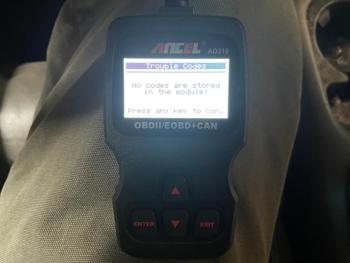 ANCEL
AD310
Trouble Codes
No codes are stored
in the module!
Press any key to con.
OBDII/EOBD+CAN
ENTER
EXIT